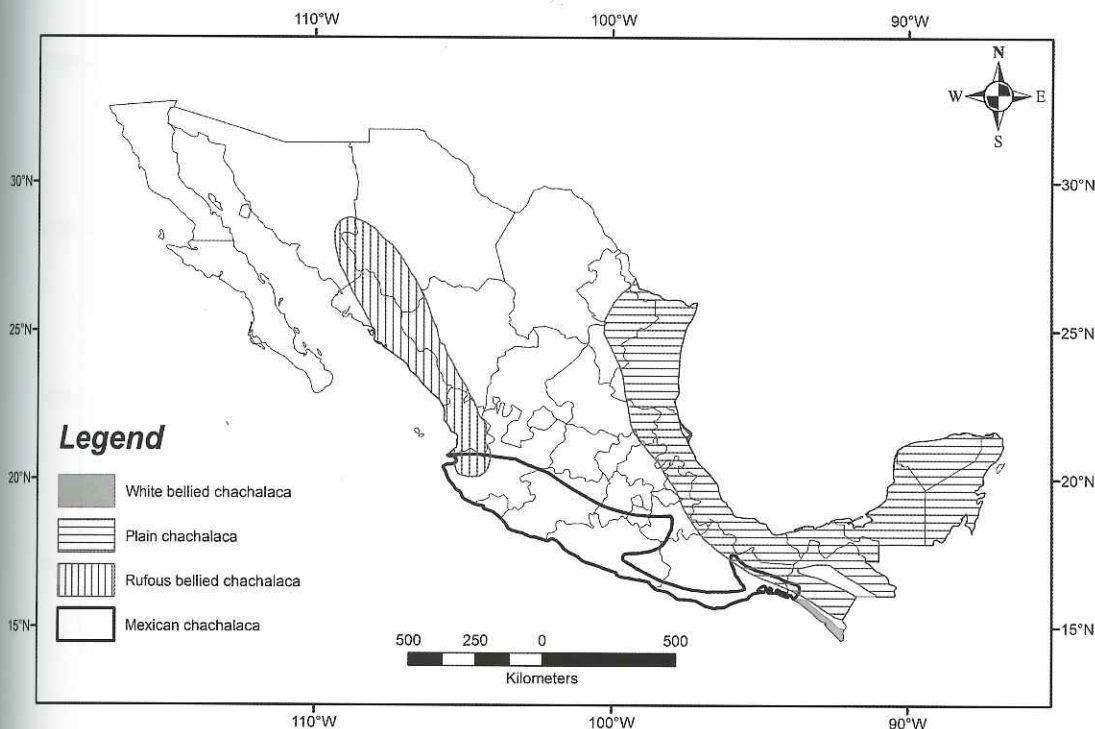 110°W 100°W 90°W
N
W E
S
30°N 30°N
25°N 25°N
20°N 20°N
15°N 15°N
Legend
White bellied chachalaca
Plain chachalaca
Rufous bellied chachalaca
Mexican chachalaca
500 250 0 500
Kilometers
110°W 100°W 90°W